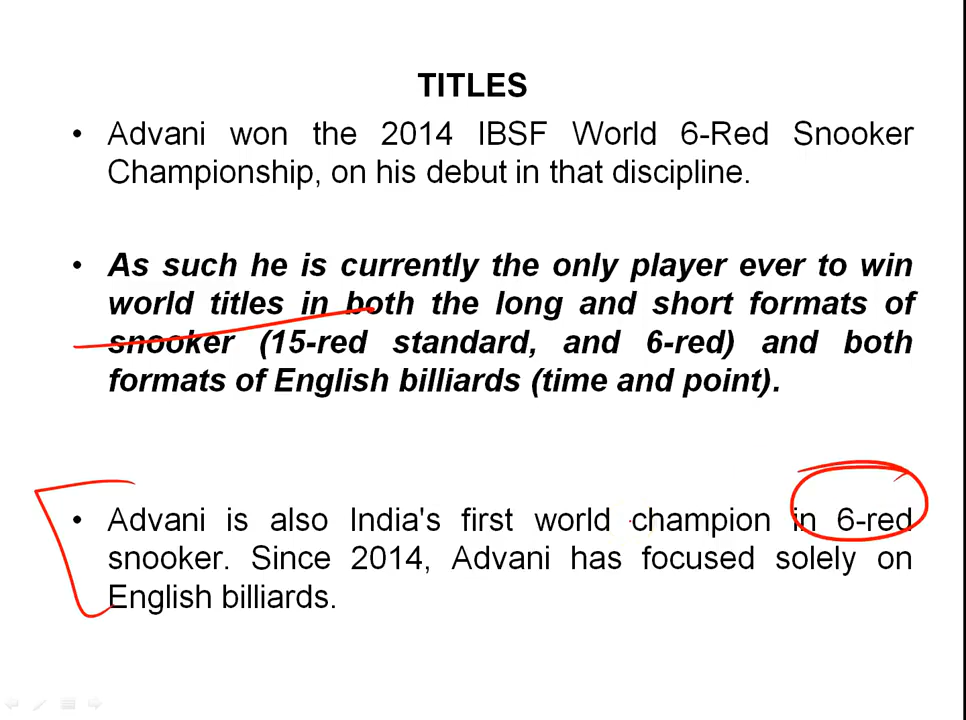 TITLES
• Advani won the 2014 IBSF World 6-Red Snooker
Championship, on his debut in that discipline.
• As such he is currently the only player ever to win
world titles in both the long and short formats of
snooker (15-red standard, and 6-red) and both
formats of English billiards (time and point).
• Advani is also India's first world champion in 6-red
snooker. Since 2014, Advani has focused solely on
English billiards.